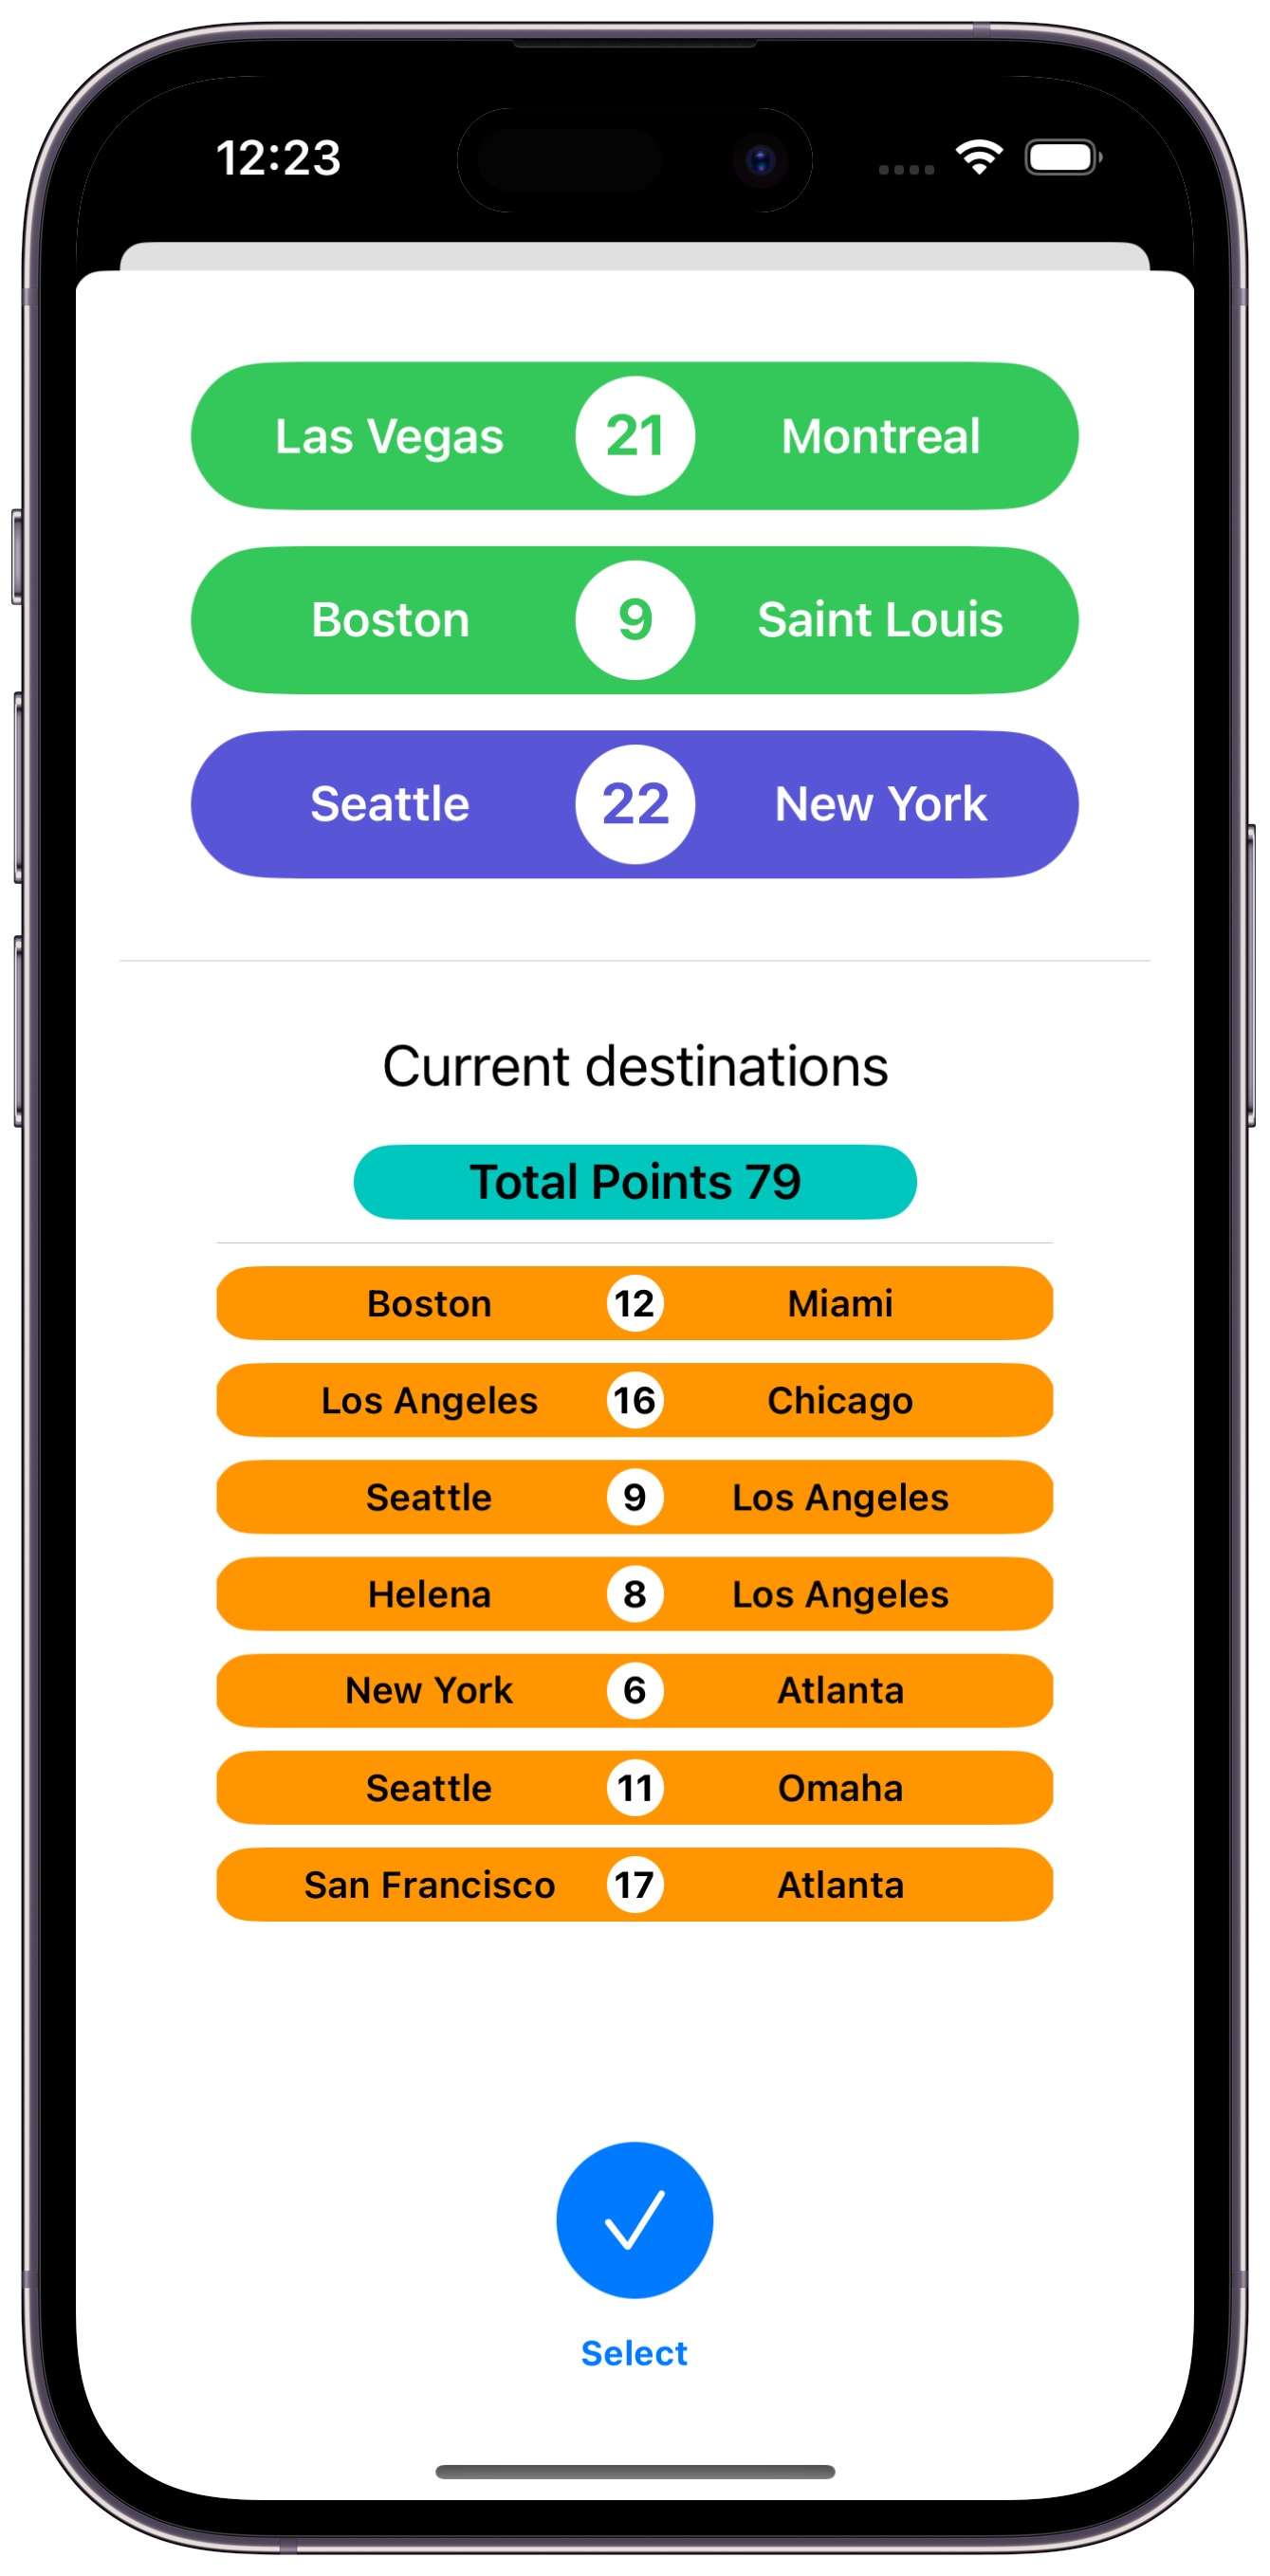 12:23
Las Vegas 21 Montreal
Boston 9 Saint Louis
Seattle 22 New York
Current destinations
Total Points 79
Boston 12 Miami
Los Angeles 16 Chicago
Seattle 9 Los Angeles
Helena 8 Los Angeles
New York 6 Atlanta
Seattle 11 Omaha
San Francisco 17 Atlanta
Select